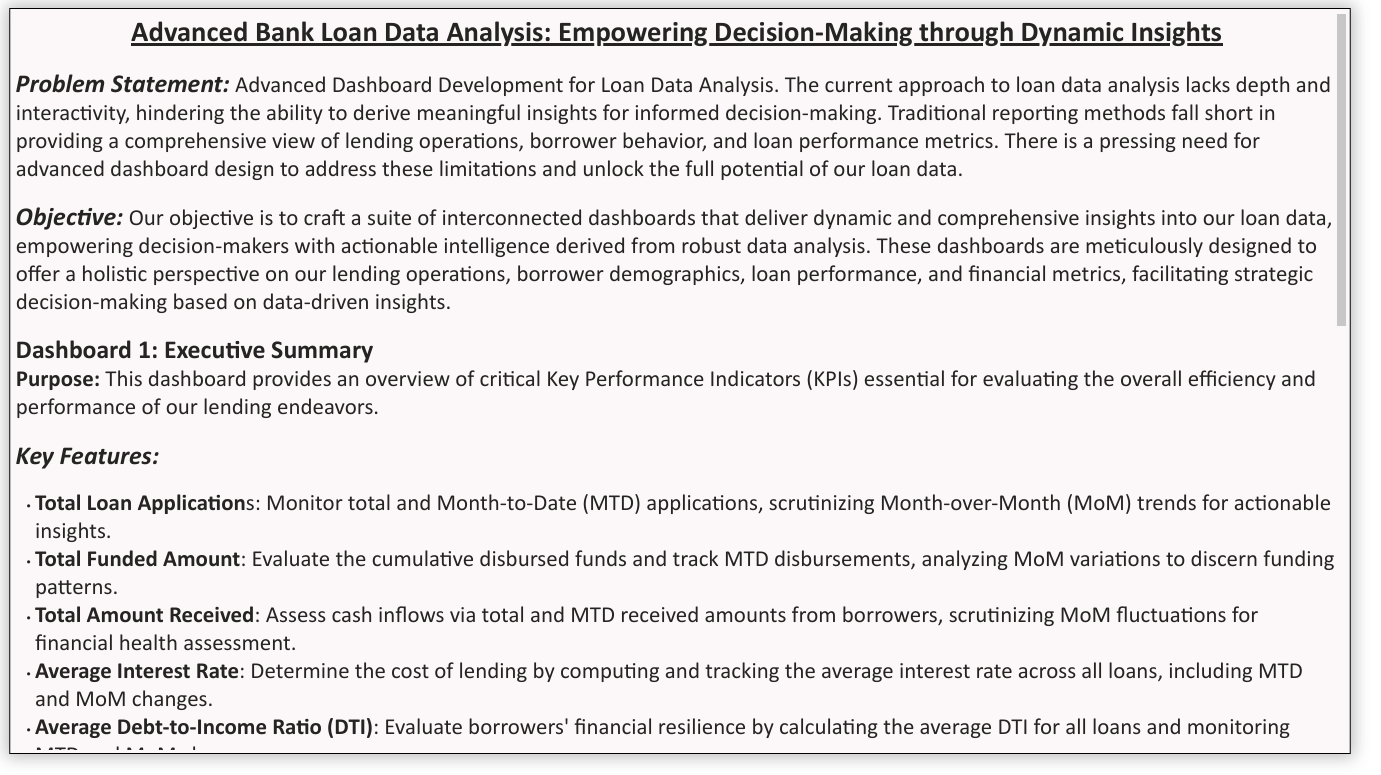 Advanced Bank Loan Data Analysis: Empowering Decision-Making through Dynamic Insights
Problem Statement: Advanced Dashboard Development for Loan Data Analysis. The current approach to loan data analysis lacks depth and
interactivity, hindering the ability to derive meaningful insights for informed decision-making. Traditional reporting methods fall short in
providing a comprehensive view of lending operations, borrower behavior, and loan performance metrics. There is a pressing need for
advanced dashboard design to address these limitations and unlock the full potential of our loan data.
Objective: Our objective is to craft a suite of interconnected dashboards that deliver dynamic and comprehensive insights into our loan data,
empowering decision-makers with actionable intelligence derived from robust data analysis. These dashboards are meticulously designed to
offer a holistic perspective on our lending operations, borrower demographics, loan performance, and financial metrics, facilitating strategic
decision-making based on data-driven insights.
Dashboard 1: Executive Summary
Purpose: This dashboard provides an overview of critical Key Performance Indicators (KPIs) essential for evaluating the overall efficiency and
performance of our lending endeavors.
Key Features:
· Total Loan Applications: Monitor total and Month-to-Date (MTD) applications, scrutinizing Month-over-Month (MoM) trends for actionable
insights.
· Total Funded Amount: Evaluate the cumulative disbursed funds and track MTD disbursements, analyzing MoM variations to discern funding
patterns.
· Total Amount Received: Assess cash inflows via total and MTD received amounts from borrowers, scrutinizing MoM fluctuations for
financial health assessment.
· Average Interest Rate: Determine the cost of lending by computing and tracking the average interest rate across all loans, including MTD
and MoM changes.
· Average Debt-to-Income Ratio (DTI): Evaluate borrowers' financial resilience by calculating the average DTI for all loans and monitoring